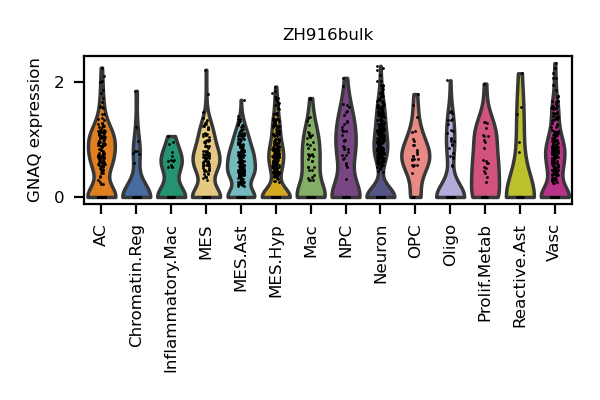 ZH916bulk
GNAQ expression
2
0
AC
Chromatin.Reg
Inflammatory.Mac
MES
MES.Ast
MES.Hyp
Mac
NPC
Neuron
OPC
Oligo
Prolif.Metab
Reactive.Ast
Vasc